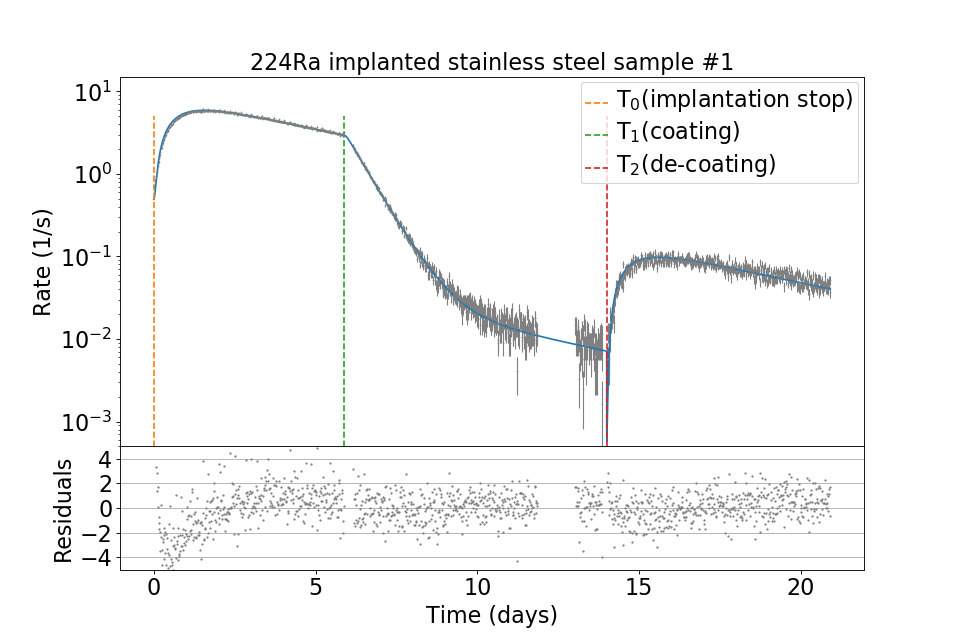 224Ra implanted stainless steel sample #1
10¹
10⁰
10⁻¹
10⁻²
10⁻³
Rate (1/s)
T₀(implantation stop)
T₁(coating)
T₂(de-coating)
4
2
0
−2
−4
Residuals
0 5 10 15 20
Time (days)